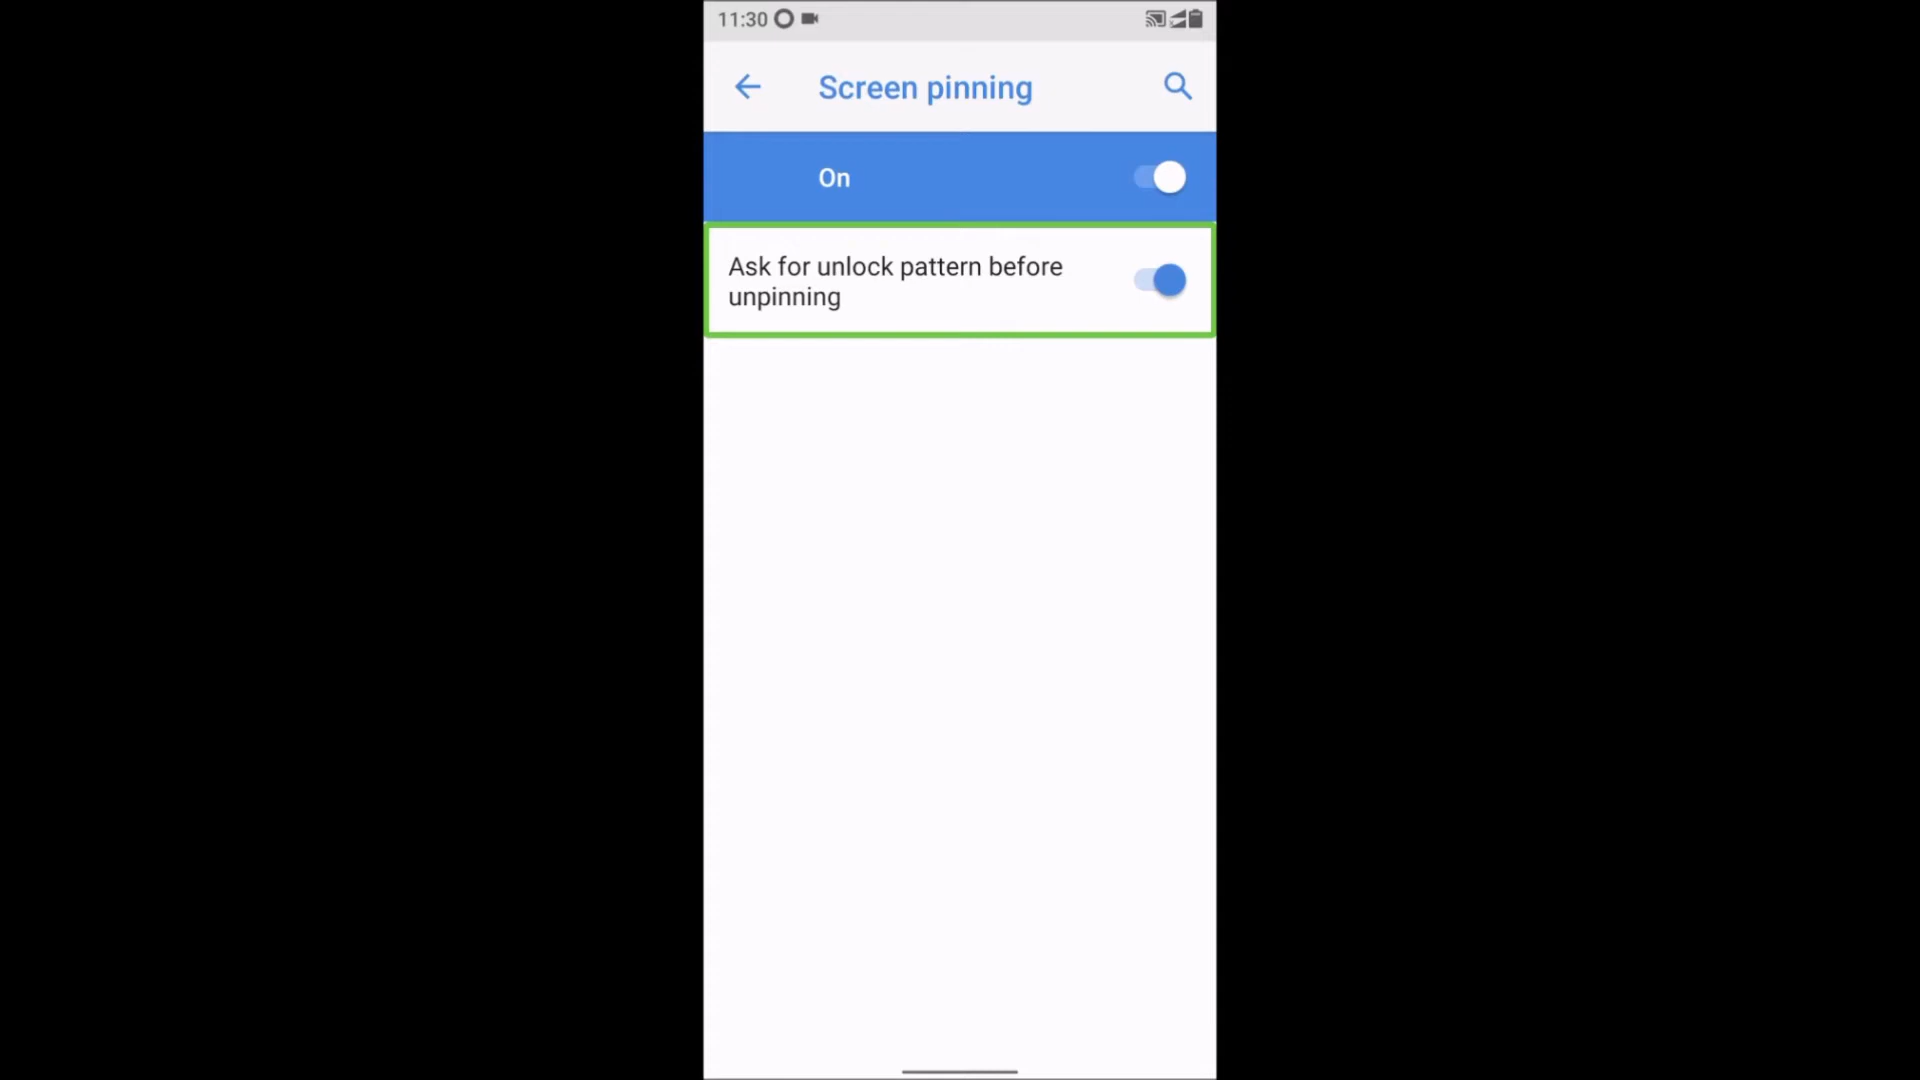 11:30
Screen pinning
On
Ask for unlock pattern before
unpinning